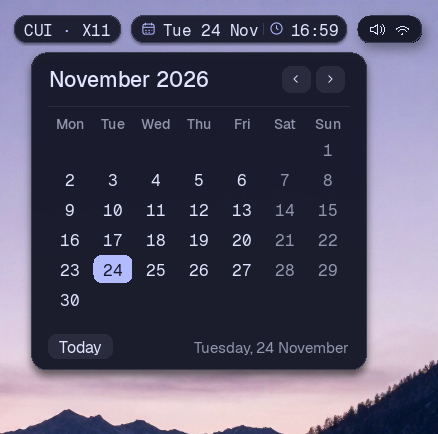 CUI · X11 Tue 24 Nov 16:59
November 2026
Mon Tue Wed Thu Fri Sat Sun
1
2 3 4 5 6 7 8
9 10 11 12 13 14 15
16 17 18 19 20 21 22
23 24 25 26 27 28 29
30
Today Tuesday, 24 November